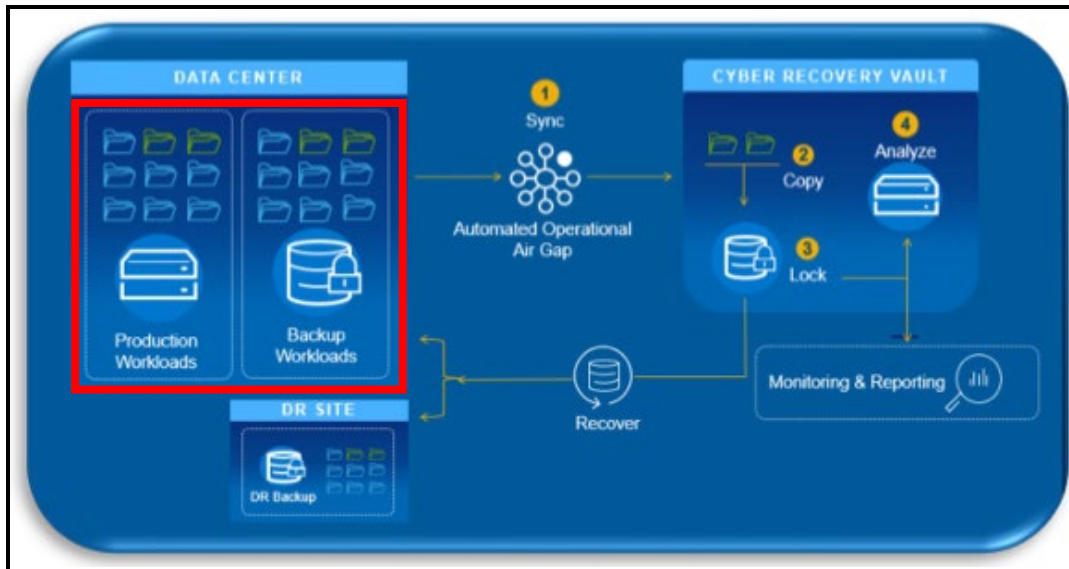 DATA CENTER
Production
Workloads
Backup
Workloads
DR SITE
DR Backup
1
Sync
Automated Operational
Air Gap
Recover
CYBER RECOVERY VAULT
2
Copy
3
Lock
4
Analyze
Monitoring & Reporting